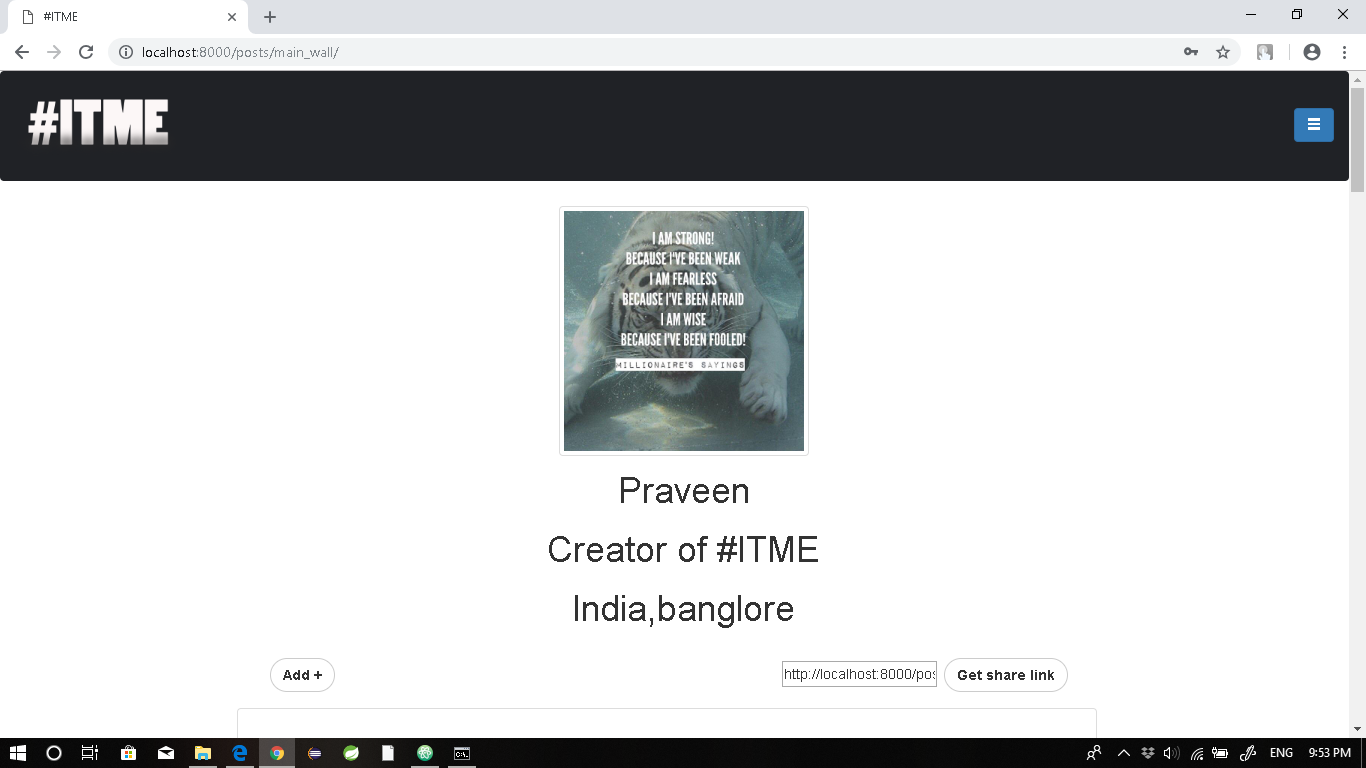 #ITME
localhost:8000/posts/main_wall/
#ITME
I AM STRONG!
BECAUSE I'VE BEEN WEAK
I AM FEARLESS
BECAUSE I'VE BEEN AFRAID
I AM WISE
BECAUSE I'VE BEEN FOOLED!
MILLIONAIRE'S SAYINGS
Praveen
Creator of #ITME
India,banglore
Add +
http://localhost:8000/pos
Get share link
ENG
9:53 PM